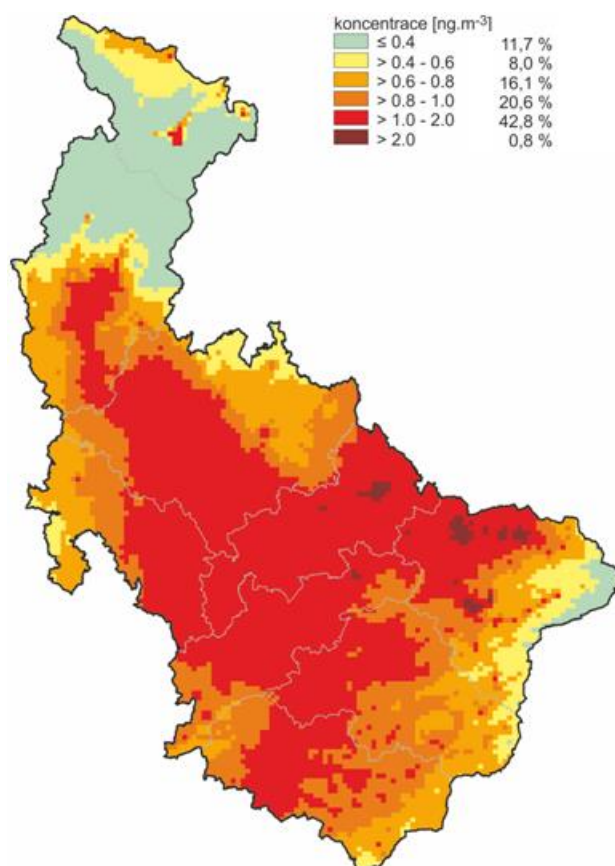 koncentrace [ng.m-3]
≤ 0.4 11,7 %
> 0.4 - 0.6 8,0 %
> 0.6 - 0.8 16,1 %
> 0.8 - 1.0 20,6 %
> 1.0 - 2.0 42,8 %
> 2.0 0,8 %